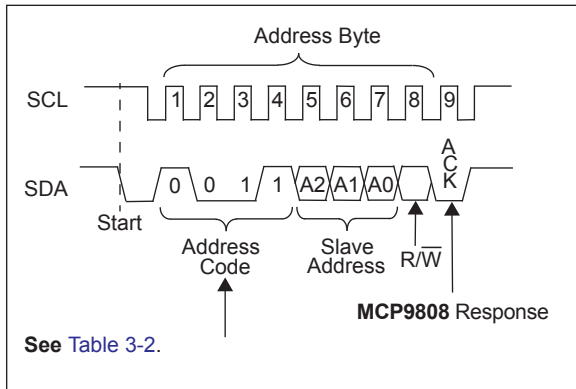 Address Byte
SCL 1 2 3 4 5 6 7 8 9
SDA 0 0 1 1 A2 A1 A0 ACK
Start
Address Code
Slave Address
R/W̅
MCP9808 Response
See Table 3-2.